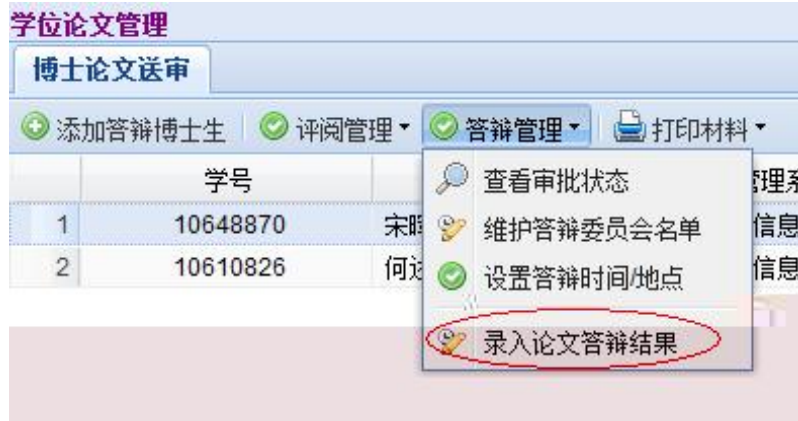 学位论文管理
博士论文送审
添加答辩博士生 评阅管理 答辩管理 打印材料
学号 管理系
查看审批状态
1 10648870 宋晖 信息
维护答辩委员会名单
2 10610826 何 信息
设置答辩时间/地点
录入论文答辩结果